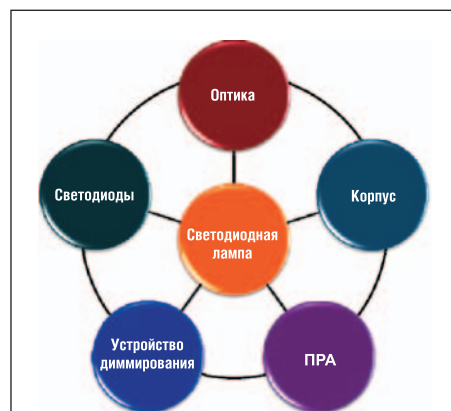 Оптика
Светодиоды
Корпус
Светодиодная
лампа
Устройство
диммирования
ПРА